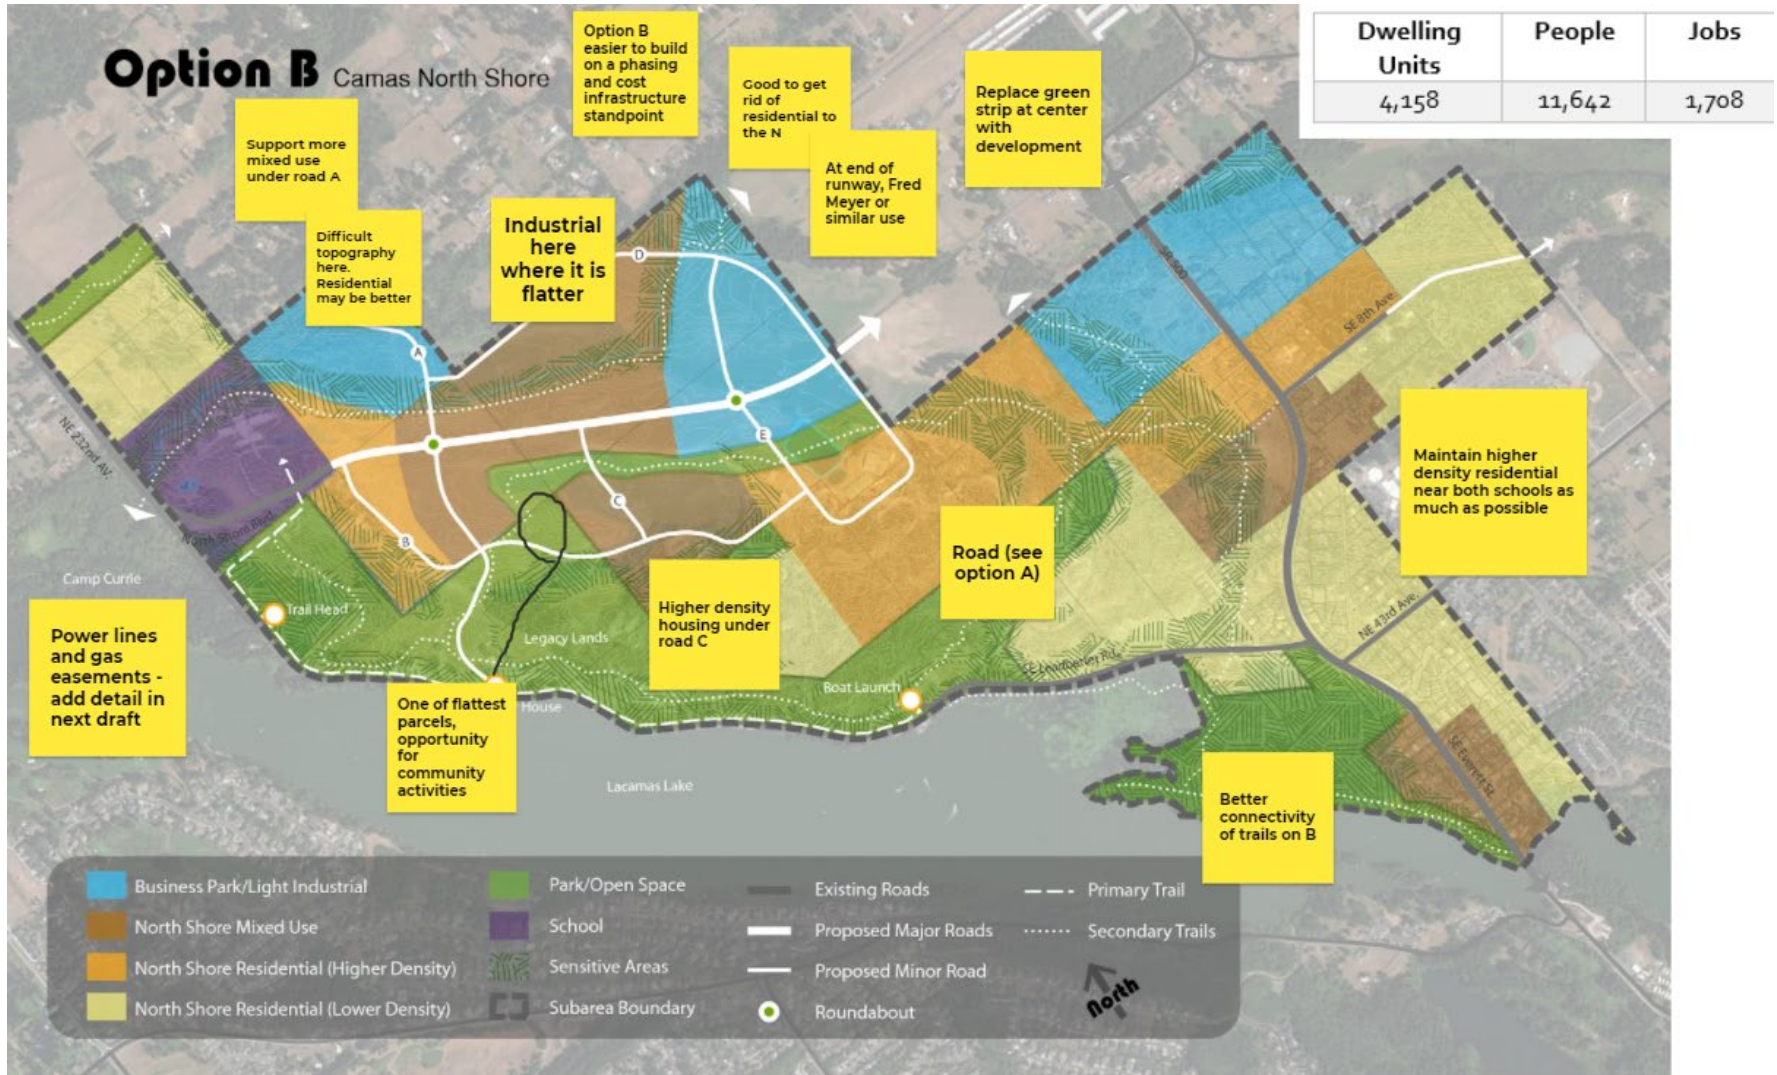 Option B Camas North Shore
Dwelling
Units
People
Jobs
4,158
11,642
1,708
Option B
easier to build
on a phasing
and cost
infrastructure
standpoint
Good to get
rid of
residential to
the N
Replace green
strip at center
with
development
Support more
mixed use
under road A
At end of
runway, Fred
Meyer or
similar use
Difficult
topography
here.
Residential
may be better
Industrial
here
where it is
flatter
D
A
E
C
B
SR-500
SE 8th Ave.
NE 232nd AV.
North Shore Blvd.
Maintain higher
density residential
near both schools as
much as possible
Road (see
option A)
Camp Currie
Trail Head
Power lines
and gas
easements -
add detail in
next draft
Higher density
housing under
road C
Legacy Lands
NE 43rd Ave.
SE Leadbetter Rd.
Boat Launch
House
One of flattest
parcels,
opportunity
for
community
activities
SE Everett St.
Lacamas Lake
Better
connectivity
of trails on B
Business Park/Light Industrial
North Shore Mixed Use
North Shore Residential (Higher Density)
North Shore Residential (Lower Density)
Park/Open Space
School
Sensitive Areas
Subarea Boundary
Existing Roads
Proposed Major Roads
Proposed Minor Road
Roundabout
Primary Trail
Secondary Trails
North